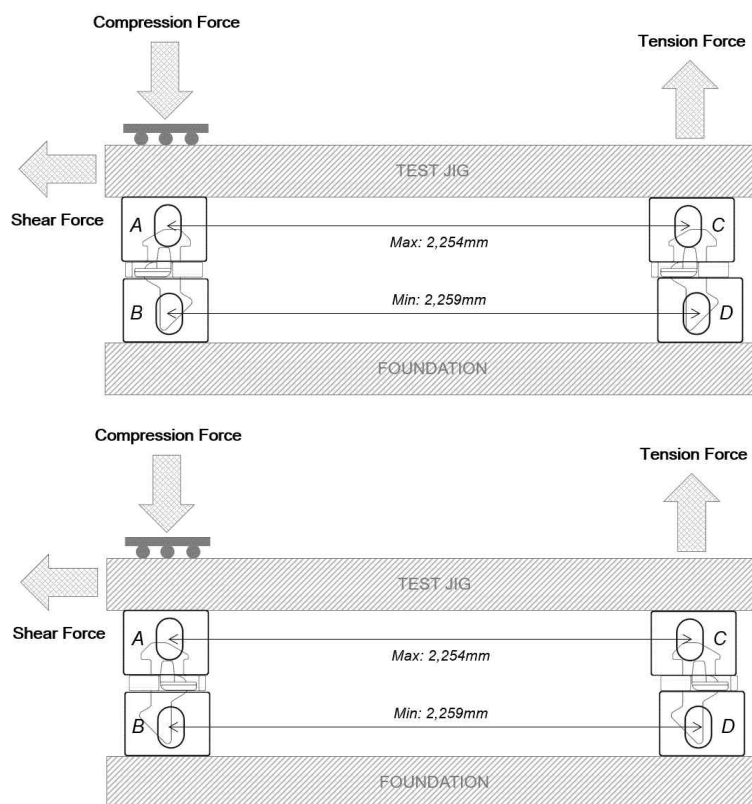 Compression Force
Tension Force
TEST JIG
Shear Force
A
C
Max: 2,254mm
B
Min: 2,259mm
D
FOUNDATION
Compression Force
Tension Force
TEST JIG
Shear Force
A
C
Max: 2,254mm
B
Min: 2,259mm
D
FOUNDATION